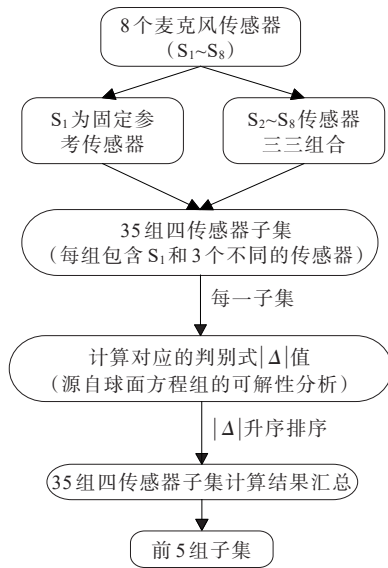 8个麦克风传感器
（S₁~S₈）
S₁为固定参
考传感器
S₂~S₈传感器
三三组合
35组四传感器子集
（每组包含S₁和3个不同的传感器）
每一子集
计算对应的判别式|Δ|值
（源自球面方程组的可解性分析）
|Δ|升序排序
35组四传感器子集计算结果汇总
前5组子集